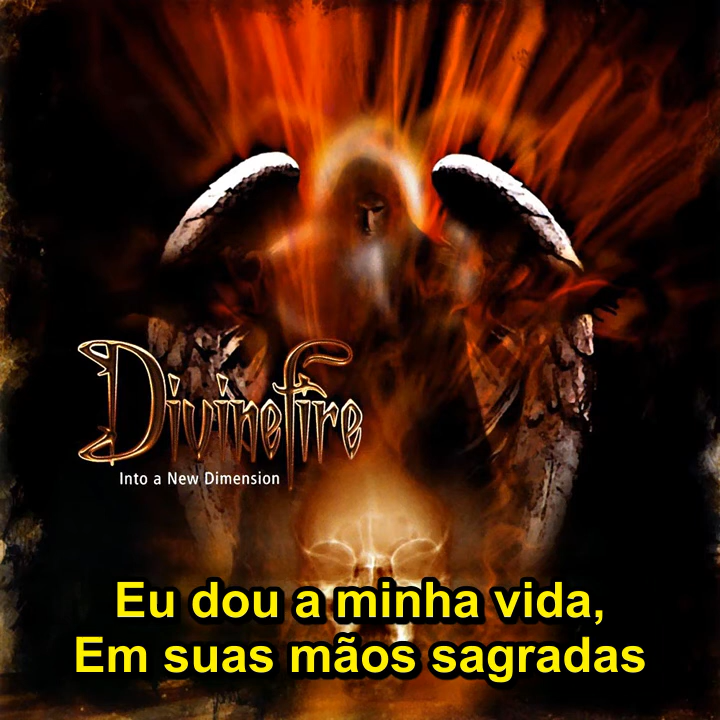 Divinefire
Into a New Dimension
Eu dou a minha vida,
Em suas mãos sagradas